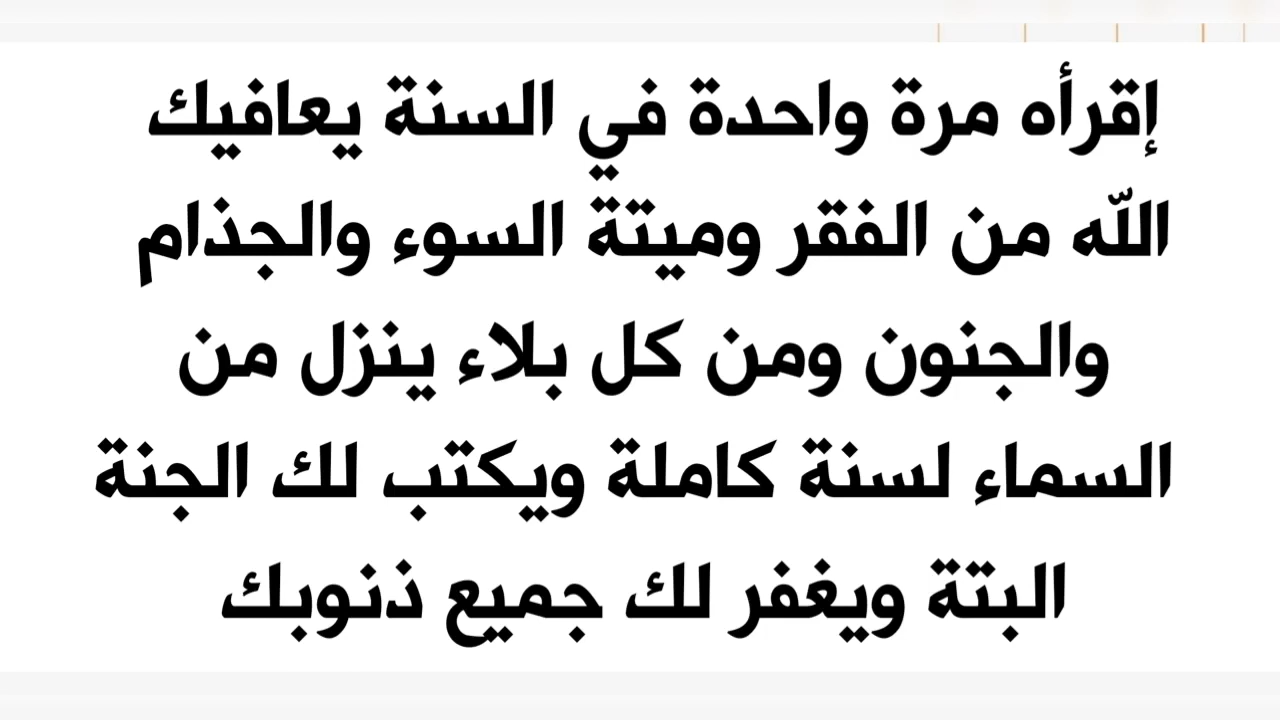 إقرأه مرة واحدة في السنة يعافيك
اللّه من الفقر وميتة السوء والجذام
والجنون ومن كل بلاء ينزل من
السماء لسنة كاملة ويكتب لك الجنة
البتة ويغفر لك جميع ذنوبك